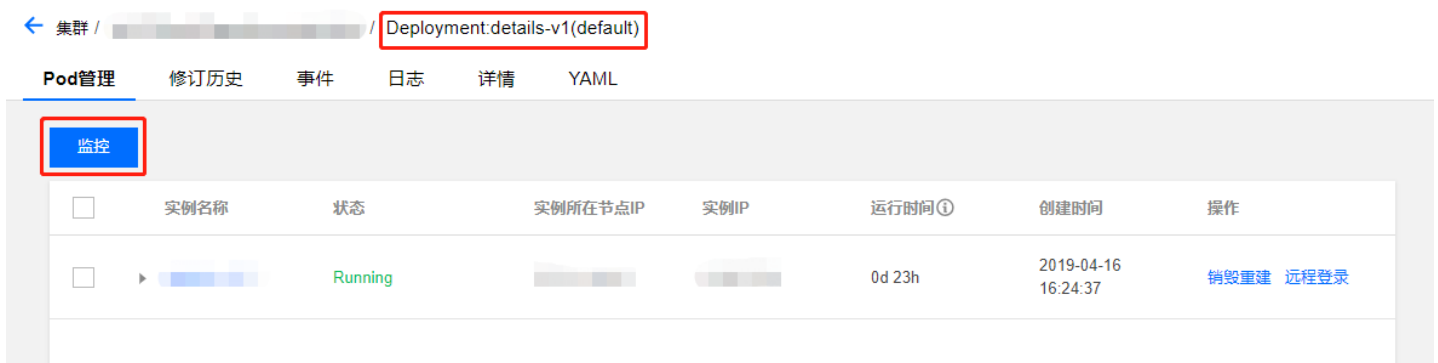 集群 / / Deployment:details-v1(default)
Pod管理 修订历史 事件 日志 详情 YAML
监控
实例名称 状态 实例所在节点IP 实例IP 运行时间 创建时间 操作
Running 0d 23h 2019-04-16 销毁重建 远程登录
16:24:37